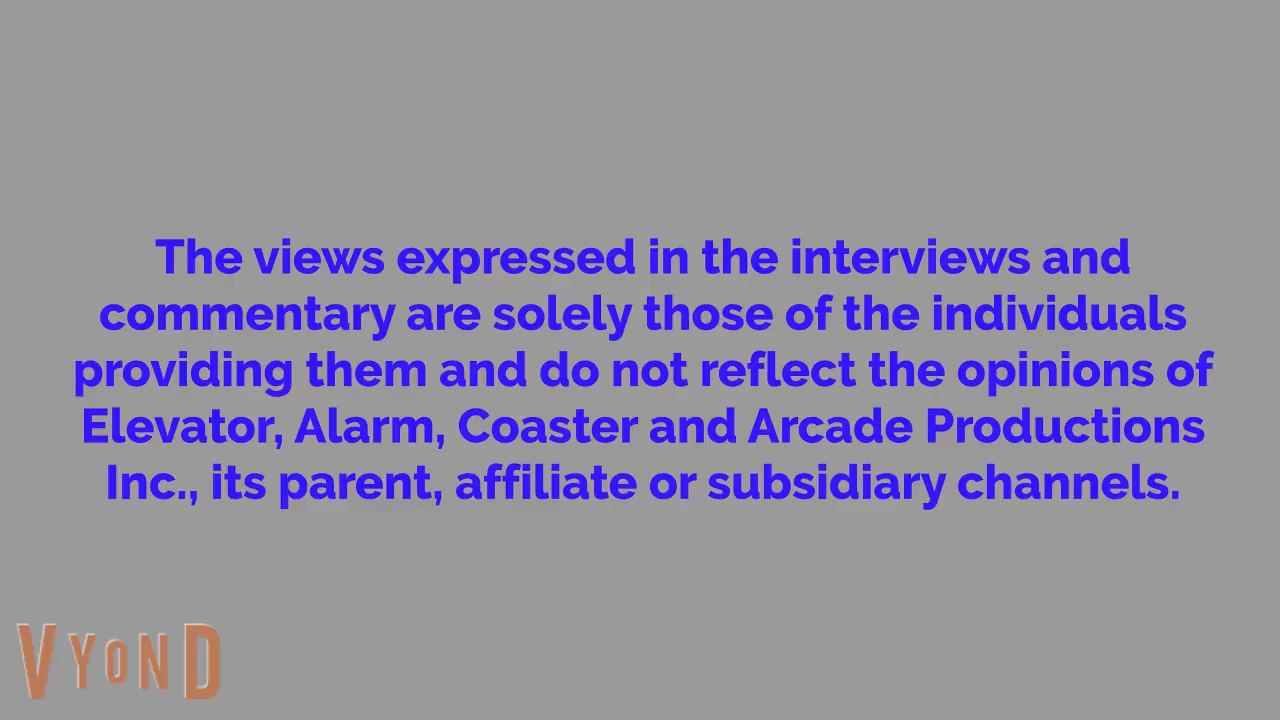 The views expressed in the interviews and
commentary are solely those of the individuals
providing them and do not reflect the opinions of
Elevator, Alarm, Coaster and Arcade Productions
Inc., its parent, affiliate or subsidiary channels.
VYOND